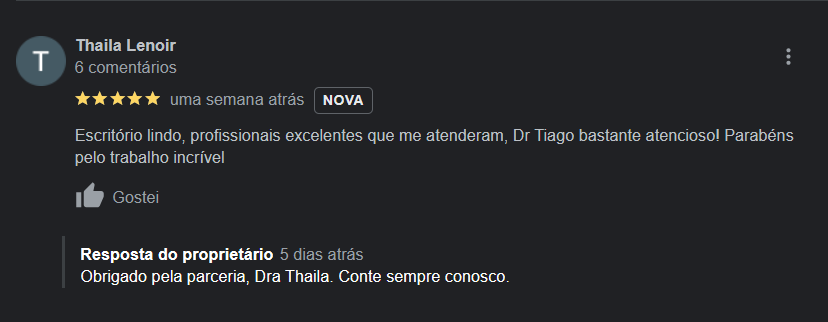 T
Thaila Lenoir
6 comentários
uma semana atrás NOVA
Escritório lindo, profissionais excelentes que me atenderam, Dr Tiago bastante atencioso! Parabéns
pelo trabalho incrível
Gostei
Resposta do proprietário 5 dias atrás
Obrigado pela parceria, Dra Thaila. Conte sempre conosco.